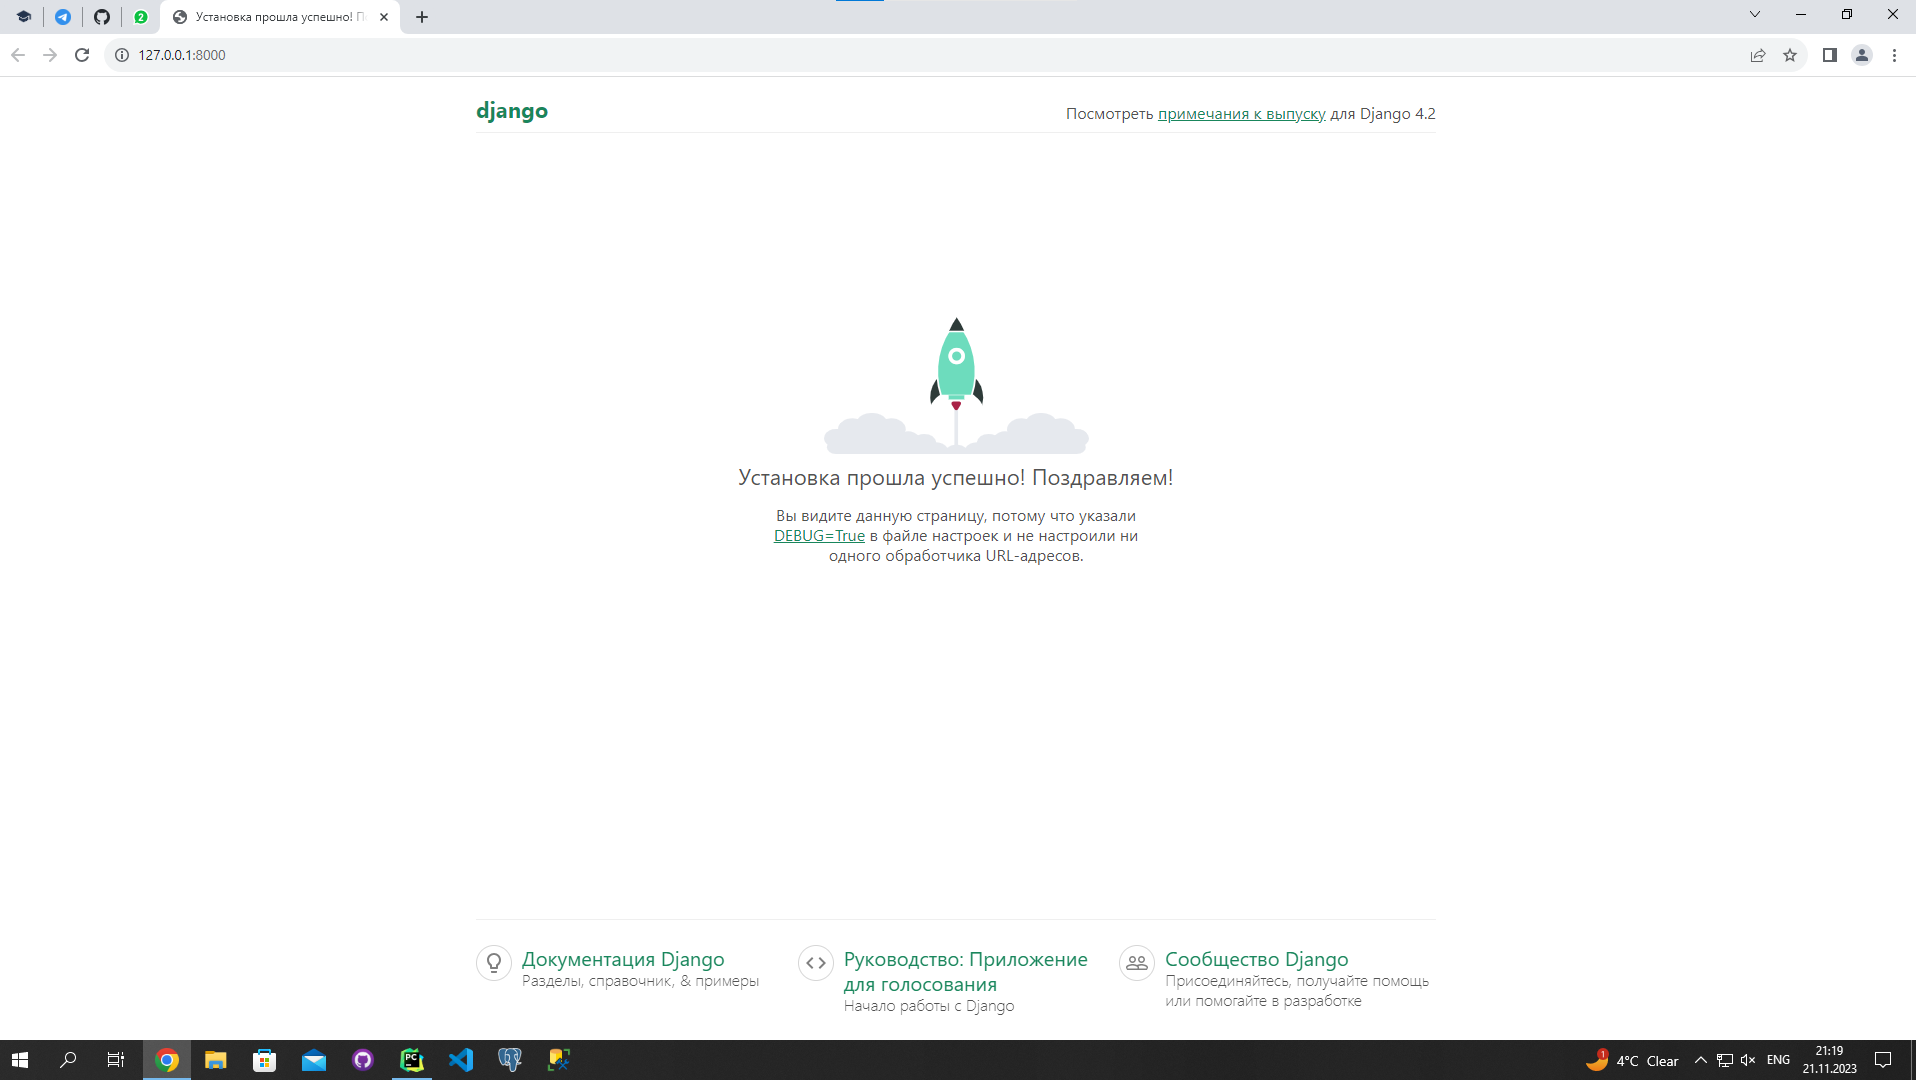 2
Установка прошла успешно! П
127.0.0.1:8000
django
Посмотреть примечания к выпуску для Django 4.2
Установка прошла успешно! Поздравляем!
Вы видите данную страницу, потому что указали
DEBUG=True в файле настроек и не настроили ни
одного обработчика URL-адресов.
Документация Django
Разделы, справочник, & примеры
Руководство: Приложение
для голосования
Начало работы с Django
Сообщество Django
Присоединяйтесь, получайте помощь
или помогайте в разработке
PC
1
4°C Clear
ENG
21:19
21.11.2023